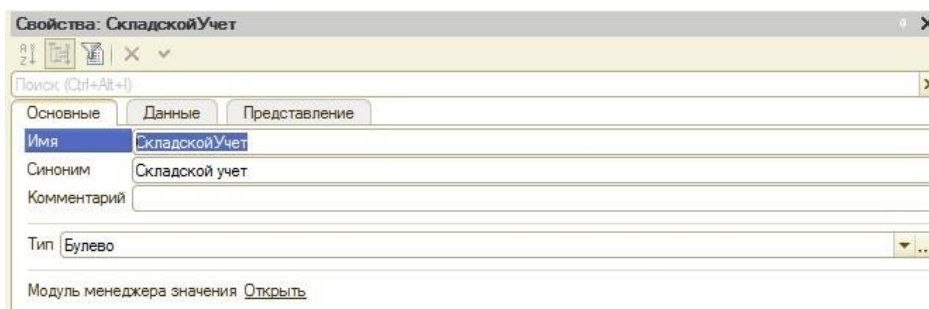 Свойства: СкладскойУчет
Поиск (Ctrl+Alt+I)
Основные Данные Представление
Имя СкладскойУчет
Синоним Складской учет
Комментарий
Тип Булево
Модуль менеджера значения Открыть